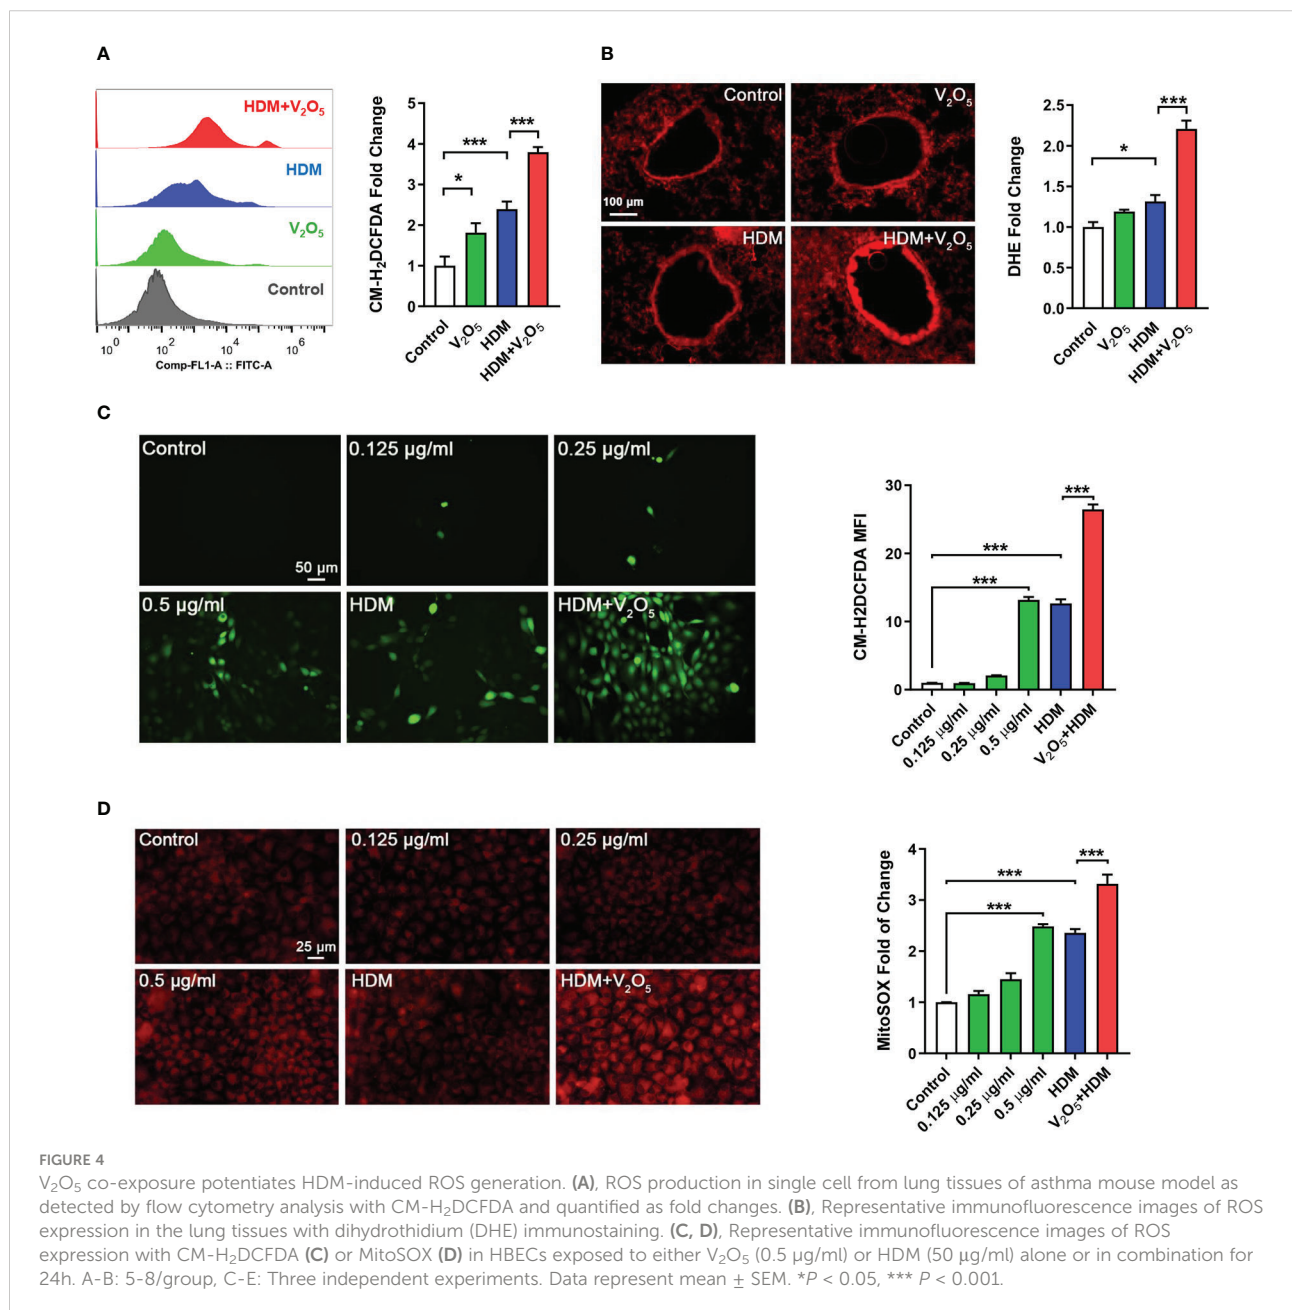 A
HDM+V₂O₅
HDM
V₂O₅
Control
10⁰ 10² 10⁴ 10⁶
Comp-FL1-A :: FITC-A
CM-H₂DCFDA Fold Change
5
4
3
2
1
0
***
***
*
Control
V₂O₅
HDM
HDM+V₂O₅
B
Control
V₂O₅
100 µm
HDM
HDM+V₂O₅
DHE Fold Change
2.5
2.0
1.5
1.0
0.5
0.0
***
*
Control
V₂O₅
HDM
HDM+V₂O₅
C
Control
0.125 µg/ml
0.25 µg/ml
50 µm
0.5 µg/ml
HDM
HDM+V₂O₅
CM-H2DCFDA MFI
30
20
10
0
***
***
***
Control
0.125 µg/ml
0.25 µg/ml
0.5 µg/ml
HDM
V₂O₅+HDM
D
Control
0.125 µg/ml
0.25 µg/ml
25 µm
0.5 µg/ml
HDM
HDM+V₂O₅
MitoSOX Fold of Change
4
3
2
1
0
***
***
***
Control
0.125 µg/ml
0.25 µg/ml
0.5 µg/ml
HDM
V₂O₅+HDM
FIGURE 4
V₂O₅ co-exposure potentiates HDM-induced ROS generation. (A), ROS production in single cell from lung tissues of asthma mouse model as
detected by flow cytometry analysis with CM-H₂DCFDA and quantified as fold changes. (B), Representative immunofluorescence images of ROS
expression in the lung tissues with dihydrothidium (DHE) immunostaining. (C, D), Representative immunofluorescence images of ROS
expression with CM-H₂DCFDA (C) or MitoSOX (D) in HBECs exposed to either V₂O₅ (0.5 µg/ml) or HDM (50 µg/ml) alone or in combination for
24h. A-B: 5-8/group, C-E: Three independent experiments. Data represent mean ± SEM. *P < 0.05, *** P < 0.001.